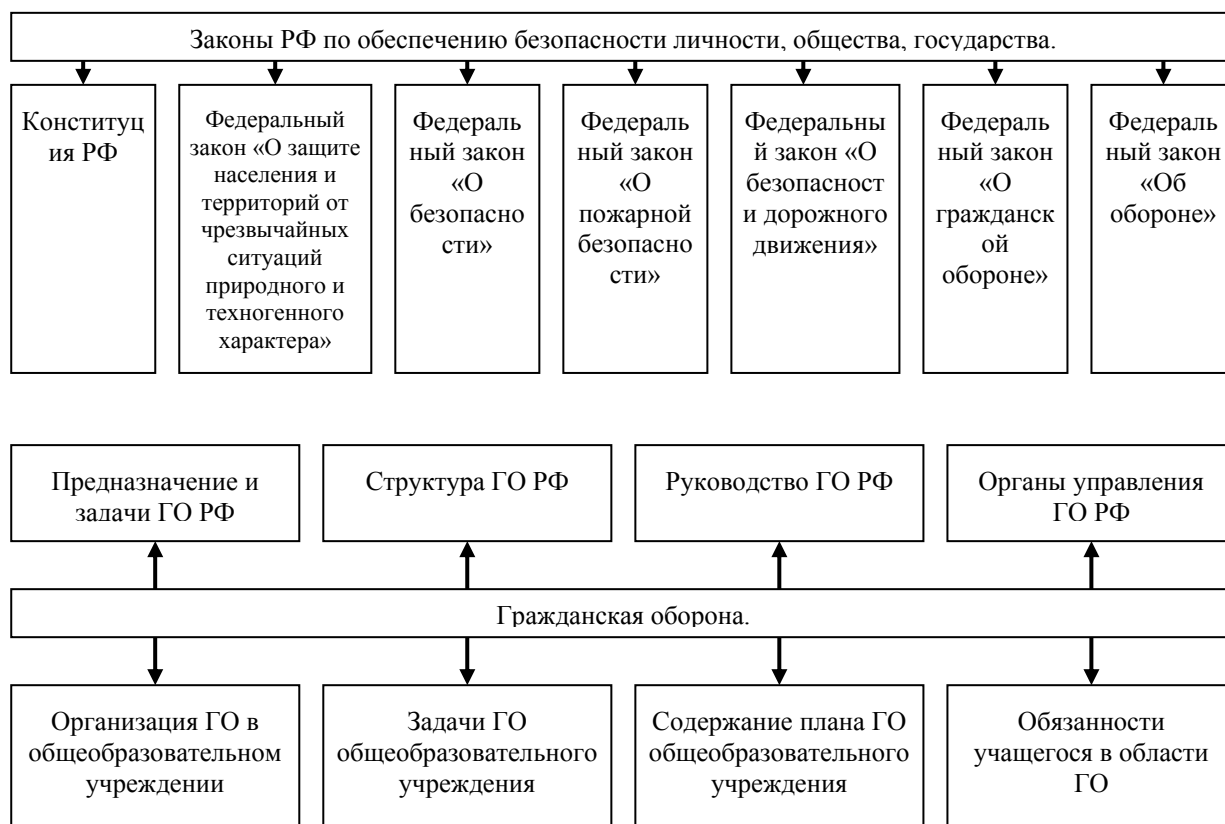 Законы РФ по обеспечению безопасности личности, общества, государства.
Конституц
ия РФ
Федеральный
закон «О защите
населения и
территорий от
чрезвычайных
ситуаций
природного и
техногенного
характера»
Федераль
ный закон
«О
безопасно
сти»
Федераль
ный закон
«О
пожарной
безопасно
сти»
Федеральны
й закон «О
безопасност
и дорожного
движения»
Федераль
ный закон
«О
гражданск
ой
обороне»
Федераль
ный закон
«Об
обороне»
Предназначение и
задачи ГО РФ
Структура ГО РФ
Руководство ГО РФ
Органы управления
ГО РФ
Гражданская оборона.
Организация ГО в
общеобразовательном
учреждении
Задачи ГО
общеобразовательного
учреждения
Содержание плана ГО
общеобразовательного
учреждения
Обязанности
учащегося в области
ГО